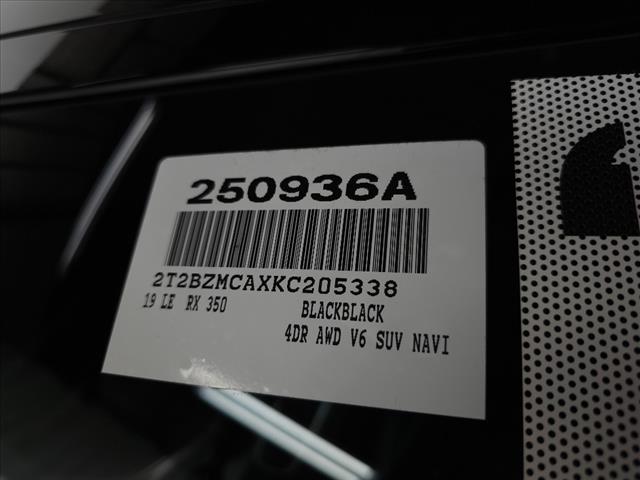 250936A
2T2BZMCAXKC205338
19 LE RX 350 BLACKBLACK
4DR AWD V6 SUV NAVI